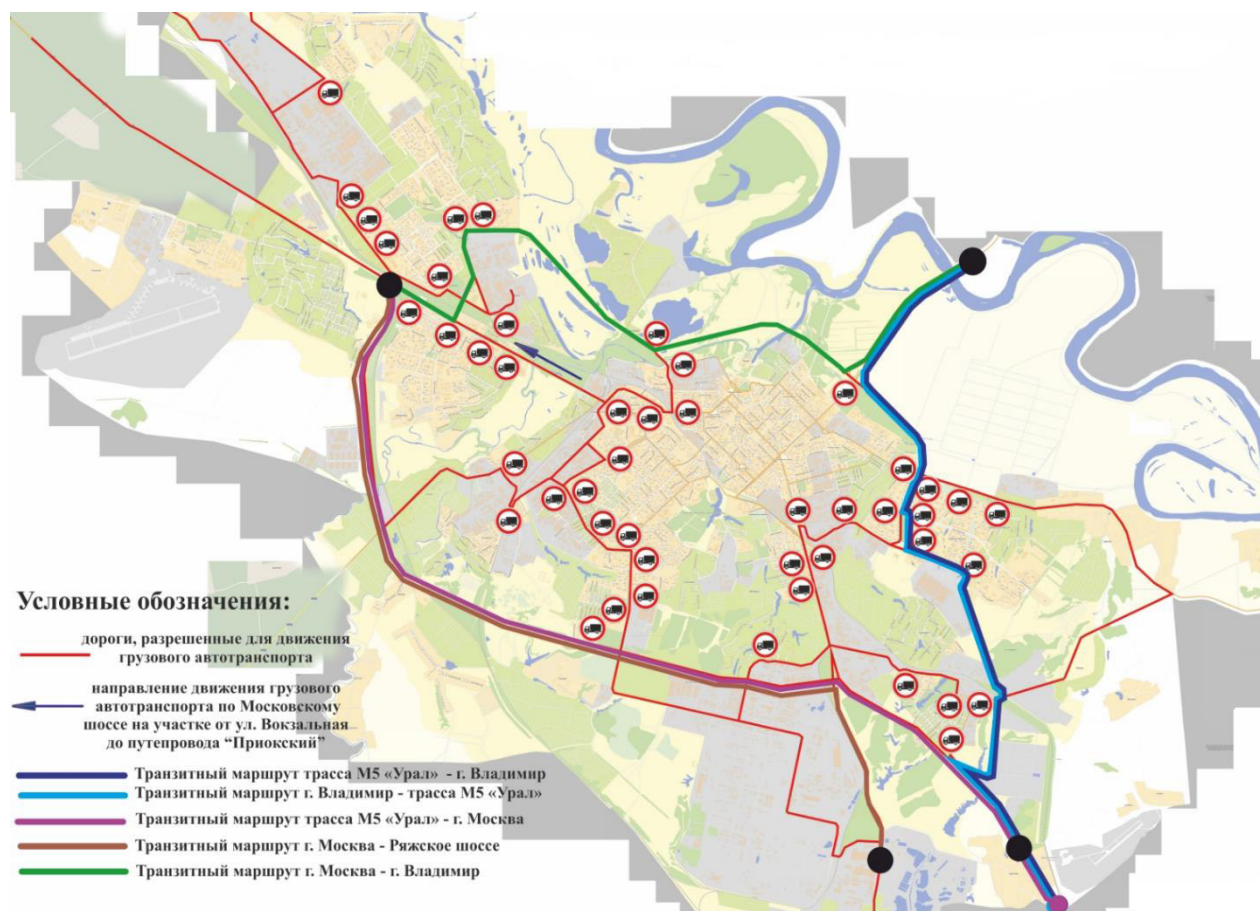 Условные обозначения:
дороги, разрешенные для движения
грузового автотранспорта
направление движения грузового
автотранспорта по Московскому
шоссе на участке от ул. Вокзальная
до путепровода “Приокский”
Транзитный маршрут трасса М5 «Урал» - г. Владимир
Транзитный маршрут г. Владимир - трасса М5 «Урал»
Транзитный маршрут трасса М5 «Урал» - г. Москва
Транзитный маршрут г. Москва - Ряжское шоссе
Транзитный маршрут г. Москва - г. Владимир